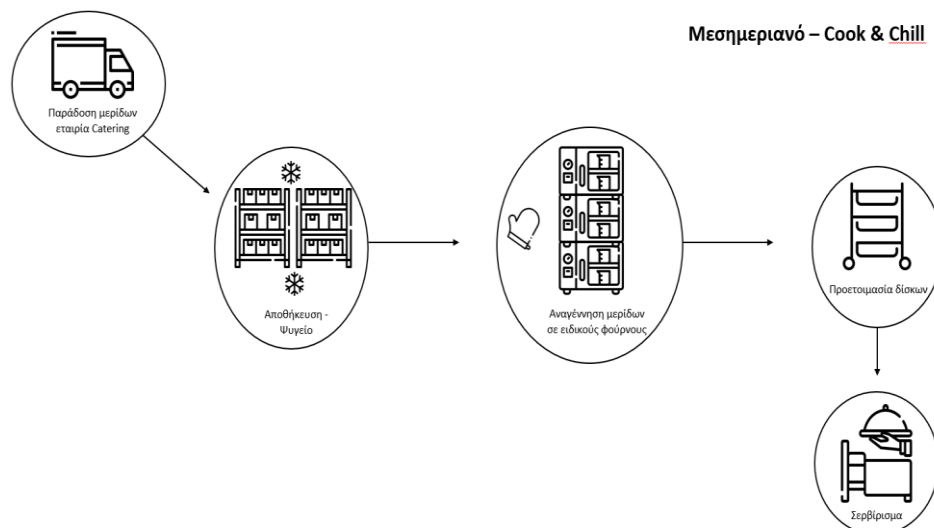 Μεσημεριανό – Cook & Chill
Παράδοση μερίδων
εταιρία Catering
Αποθήκευση -
Ψυγείο
Αναγέννηση μερίδων
σε ειδικούς φούρνους
Προετοιμασία δίσκων
Σερβίρισμα